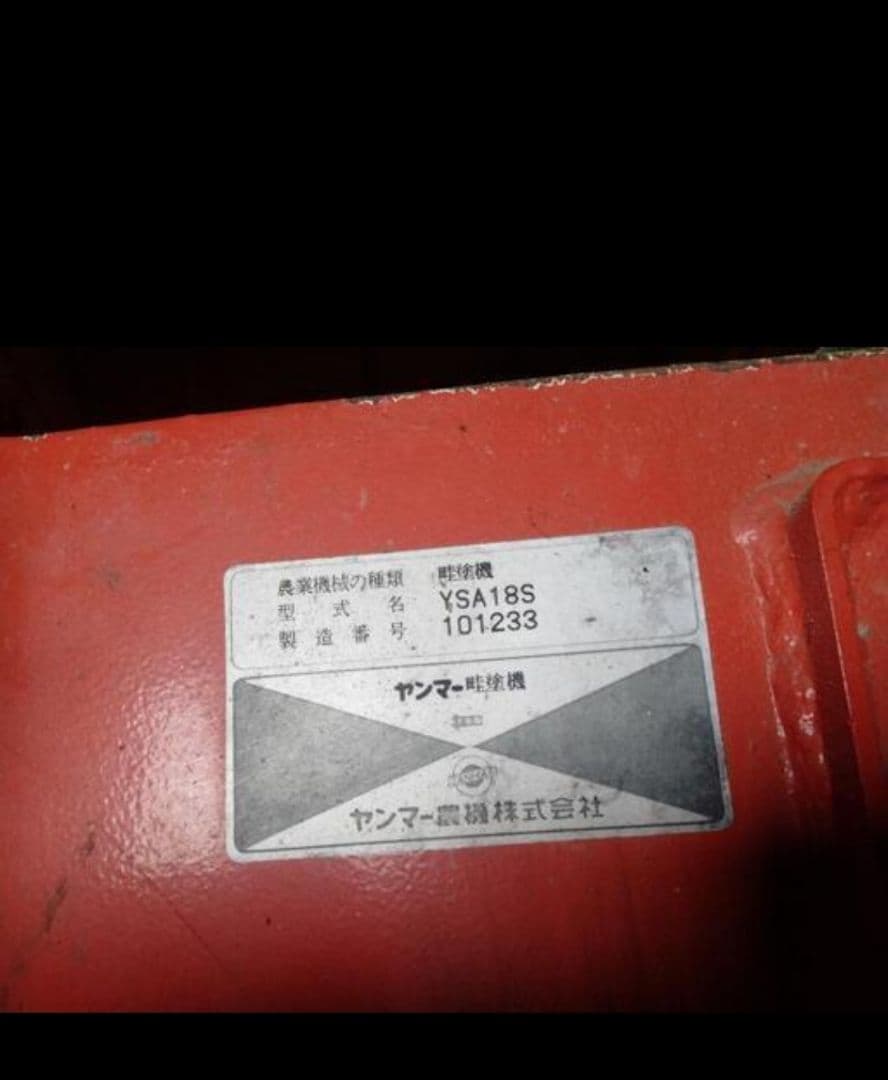 農業機械の種類 畦塗機
型式名 YSA18S
製造番号 101233
ヤンマー畦塗機
ヤンマー農機株式会社